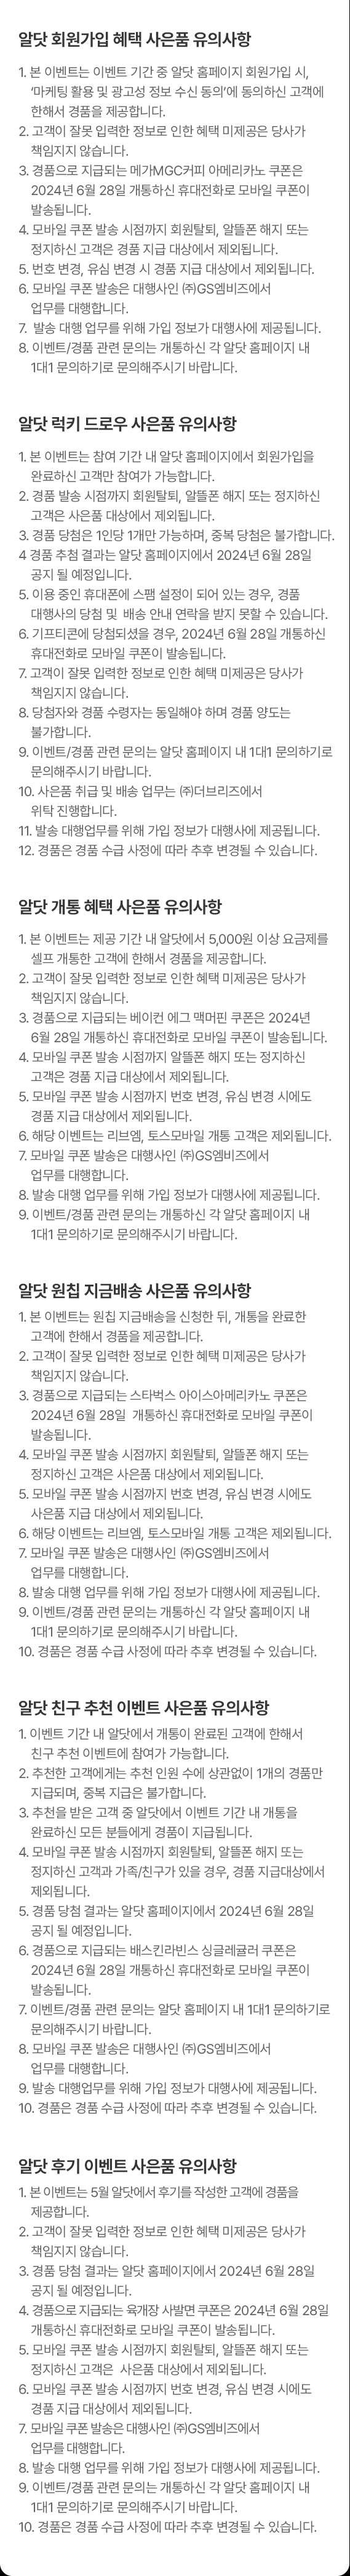 알닷 회원가입 혜택 사은품 유의사항
1. 본 이벤트는 이벤트 기간 중 알닷 홈페이지 회원가입 시,
‘마케팅 활용 및 광고성 정보 수신 동의’에 동의하신 고객에
한해서 경품을 제공합니다.
2. 고객이 잘못 입력한 정보로 인한 혜택 미제공은 당사가
책임지지 않습니다.
3. 경품으로 지급되는 메가MGC커피 아메리카노 쿠폰은
2024년 6월 28일 개통하신 휴대전화로 모바일 쿠폰이
발송됩니다.
4. 모바일 쿠폰 발송 시점까지 회원탈퇴, 알뜰폰 해지 또는
정지하신 고객은 경품 지급 대상에서 제외됩니다.
5. 번호 변경, 유심 변경 시 경품 지급 대상에서 제외됩니다.
6. 모바일 쿠폰 발송은 대행사인 ㈜GS엠비즈에서
업무를 대행합니다.
7. 발송 대행 업무를 위해 가입 정보가 대행사에 제공됩니다.
8. 이벤트/경품 관련 문의는 개통하신 각 알닷 홈페이지 내
1대1 문의하기로 문의해주시기 바랍니다.
알닷 럭키 드로우 사은품 유의사항
1. 본 이벤트는 참여 기간 내 알닷 홈페이지에서 회원가입을
완료하신 고객만 참여가 가능합니다.
2. 경품 발송 시점까지 회원탈퇴, 알뜰폰 해지 또는 정지하신
고객은 사은품 대상에서 제외됩니다.
3. 경품 당첨은 1인당 1개만 가능하며, 중복 당첨은 불가합니다.
4 경품 추첨 결과는 알닷 홈페이지에서 2024년 6월 28일
공지 될 예정입니다.
5. 이용 중인 휴대폰에 스팸 설정이 되어 있는 경우, 경품
대행사의 당첨 및 배송 안내 연락을 받지 못할 수 있습니다.
6. 기프티콘에 당첨되셨을 경우, 2024년 6월 28일 개통하신
휴대전화로 모바일 쿠폰이 발송됩니다.
7. 고객이 잘못 입력한 정보로 인한 혜택 미제공은 당사가
책임지지 않습니다.
8. 당첨자와 경품 수령자는 동일해야 하며 경품 양도는
불가합니다.
9. 이벤트/경품 관련 문의는 알닷 홈페이지 내 1대1 문의하기로
문의해주시기 바랍니다.
10. 사은품 취급 및 배송 업무는 ㈜더브리즈에서
위탁 진행합니다.
11. 발송 대행업무를 위해 가입 정보가 대행사에 제공됩니다.
12. 경품은 경품 수급 사정에 따라 추후 변경될 수 있습니다.
알닷 개통 혜택 사은품 유의사항
1. 본 이벤트는 제공 기간 내 알닷에서 5,000원 이상 요금제를
셀프 개통한 고객에 한해서 경품을 제공합니다.
2. 고객이 잘못 입력한 정보로 인한 혜택 미제공은 당사가
책임지지 않습니다.
3. 경품으로 지급되는 베이컨 에그 맥머핀 쿠폰은 2024년
6월 28일 개통하신 휴대전화로 모바일 쿠폰이 발송됩니다.
4. 모바일 쿠폰 발송 시점까지 알뜰폰 해지 또는 정지하신
고객은 경품 지급 대상에서 제외됩니다.
5. 모바일 쿠폰 발송 시점까지 번호 변경, 유심 변경 시에도
경품 지급 대상에서 제외됩니다.
6. 해당 이벤트는 리브엠, 토스모바일 개통 고객은 제외됩니다.
7. 모바일 쿠폰 발송은 대행사인 ㈜GS엠비즈에서
업무를 대행합니다.
8. 발송 대행 업무를 위해 가입 정보가 대행사에 제공됩니다.
9. 이벤트/경품 관련 문의는 개통하신 각 알닷 홈페이지 내
1대1 문의하기로 문의해주시기 바랍니다.
알닷 원칩 지금배송 사은품 유의사항
1. 본 이벤트는 원칩 지금배송을 신청한 뒤, 개통을 완료한
고객에 한해서 경품을 제공합니다.
2. 고객이 잘못 입력한 정보로 인한 혜택 미제공은 당사가
책임지지 않습니다.
3. 경품으로 지급되는 스타벅스 아이스아메리카노 쿠폰은
2024년 6월 28일 개통하신 휴대전화로 모바일 쿠폰이
발송됩니다.
4. 모바일 쿠폰 발송 시점까지 회원탈퇴, 알뜰폰 해지 또는
정지하신 고객은 사은품 대상에서 제외됩니다.
5. 모바일 쿠폰 발송 시점까지 번호 변경, 유심 변경 시에도
사은품 지급 대상에서 제외됩니다.
6. 해당 이벤트는 리브엠, 토스모바일 개통 고객은 제외됩니다.
7. 모바일 쿠폰 발송은 대행사인 ㈜GS엠비즈에서
업무를 대행합니다.
8. 발송 대행 업무를 위해 가입 정보가 대행사에 제공됩니다.
9. 이벤트/경품 관련 문의는 개통하신 각 알닷 홈페이지 내
1대1 문의하기로 문의해주시기 바랍니다.
10. 경품은 경품 수급 사정에 따라 추후 변경될 수 있습니다.
알닷 친구 추천 이벤트 사은품 유의사항
1. 이벤트 기간 내 알닷에서 개통이 완료된 고객에 한해서
친구 추천 이벤트에 참여가 가능합니다.
2. 추천한 고객에게는 추천 인원 수에 상관없이 1개의 경품만
지급되며, 중복 지급은 불가합니다.
3. 추천을 받은 고객 중 알닷에서 이벤트 기간 내 개통을
완료하신 모든 분들에게 경품이 지급됩니다.
4. 모바일 쿠폰 발송 시점까지 회원탈퇴, 알뜰폰 해지 또는
정지하신 고객과 가족/친구가 있을 경우, 경품 지급대상에서
제외됩니다.
5. 경품 당첨 결과는 알닷 홈페이지에서 2024년 6월 28일
공지 될 예정입니다.
6. 경품으로 지급되는 배스킨라빈스 싱글레귤러 쿠폰은
2024년 6월 28일 개통하신 휴대전화로 모바일 쿠폰이
발송됩니다.
7. 이벤트/경품 관련 문의는 알닷 홈페이지 내 1대1 문의하기로
문의해주시기 바랍니다.
8. 모바일 쿠폰 발송은 대행사인 ㈜GS엠비즈에서
업무를 대행합니다.
9. 발송 대행업무를 위해 가입 정보가 대행사에 제공됩니다.
10. 경품은 경품 수급 사정에 따라 추후 변경될 수 있습니다.
알닷 후기 이벤트 사은품 유의사항
1. 본 이벤트는 5월 알닷에서 후기를 작성한 고객에 경품을
제공합니다.
2. 고객이 잘못 입력한 정보로 인한 혜택 미제공은 당사가
책임지지 않습니다.
3. 경품 당첨 결과는 알닷 홈페이지에서 2024년 6월 28일
공지 될 예정입니다.
4. 경품으로 지급되는 육개장 사발면 쿠폰은 2024년 6월 28일
개통하신 휴대전화로 모바일 쿠폰이 발송됩니다.
5. 모바일 쿠폰 발송 시점까지 회원탈퇴, 알뜰폰 해지 또는
정지하신 고객은 사은품 대상에서 제외됩니다.
6. 모바일 쿠폰 발송 시점까지 번호 변경, 유심 변경 시에도
경품 지급 대상에서 제외됩니다.
7. 모바일 쿠폰 발송은 대행사인 ㈜GS엠비즈에서
업무를 대행합니다.
8. 발송 대행 업무를 위해 가입 정보가 대행사에 제공됩니다.
9. 이벤트/경품 관련 문의는 개통하신 각 알닷 홈페이지 내
1대1 문의하기로 문의해주시기 바랍니다.
10. 경품은 경품 수급 사정에 따라 추후 변경될 수 있습니다.